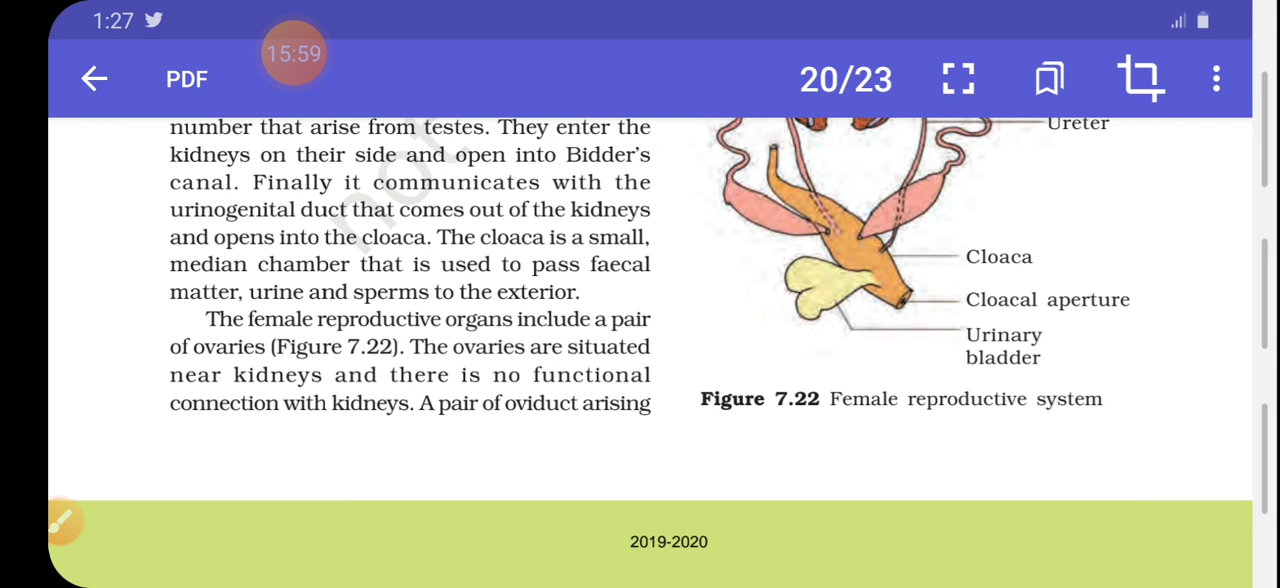 1:27
15:59
PDF
20/23
number that arise from testes. They enter the
kidneys on their side and open into Bidder's
canal. Finally it communicates with the
urinogenital duct that comes out of the kidneys
and opens into the cloaca. The cloaca is a small,
median chamber that is used to pass faecal
matter, urine and sperms to the exterior.
The female reproductive organs include a pair
of ovaries (Figure 7.22). The ovaries are situated
near kidneys and there is no functional
connection with kidneys. A pair of oviduct arising
not
Ureter
Cloaca
Cloacal aperture
Urinary
bladder
Figure 7.22 Female reproductive system
2019-2020